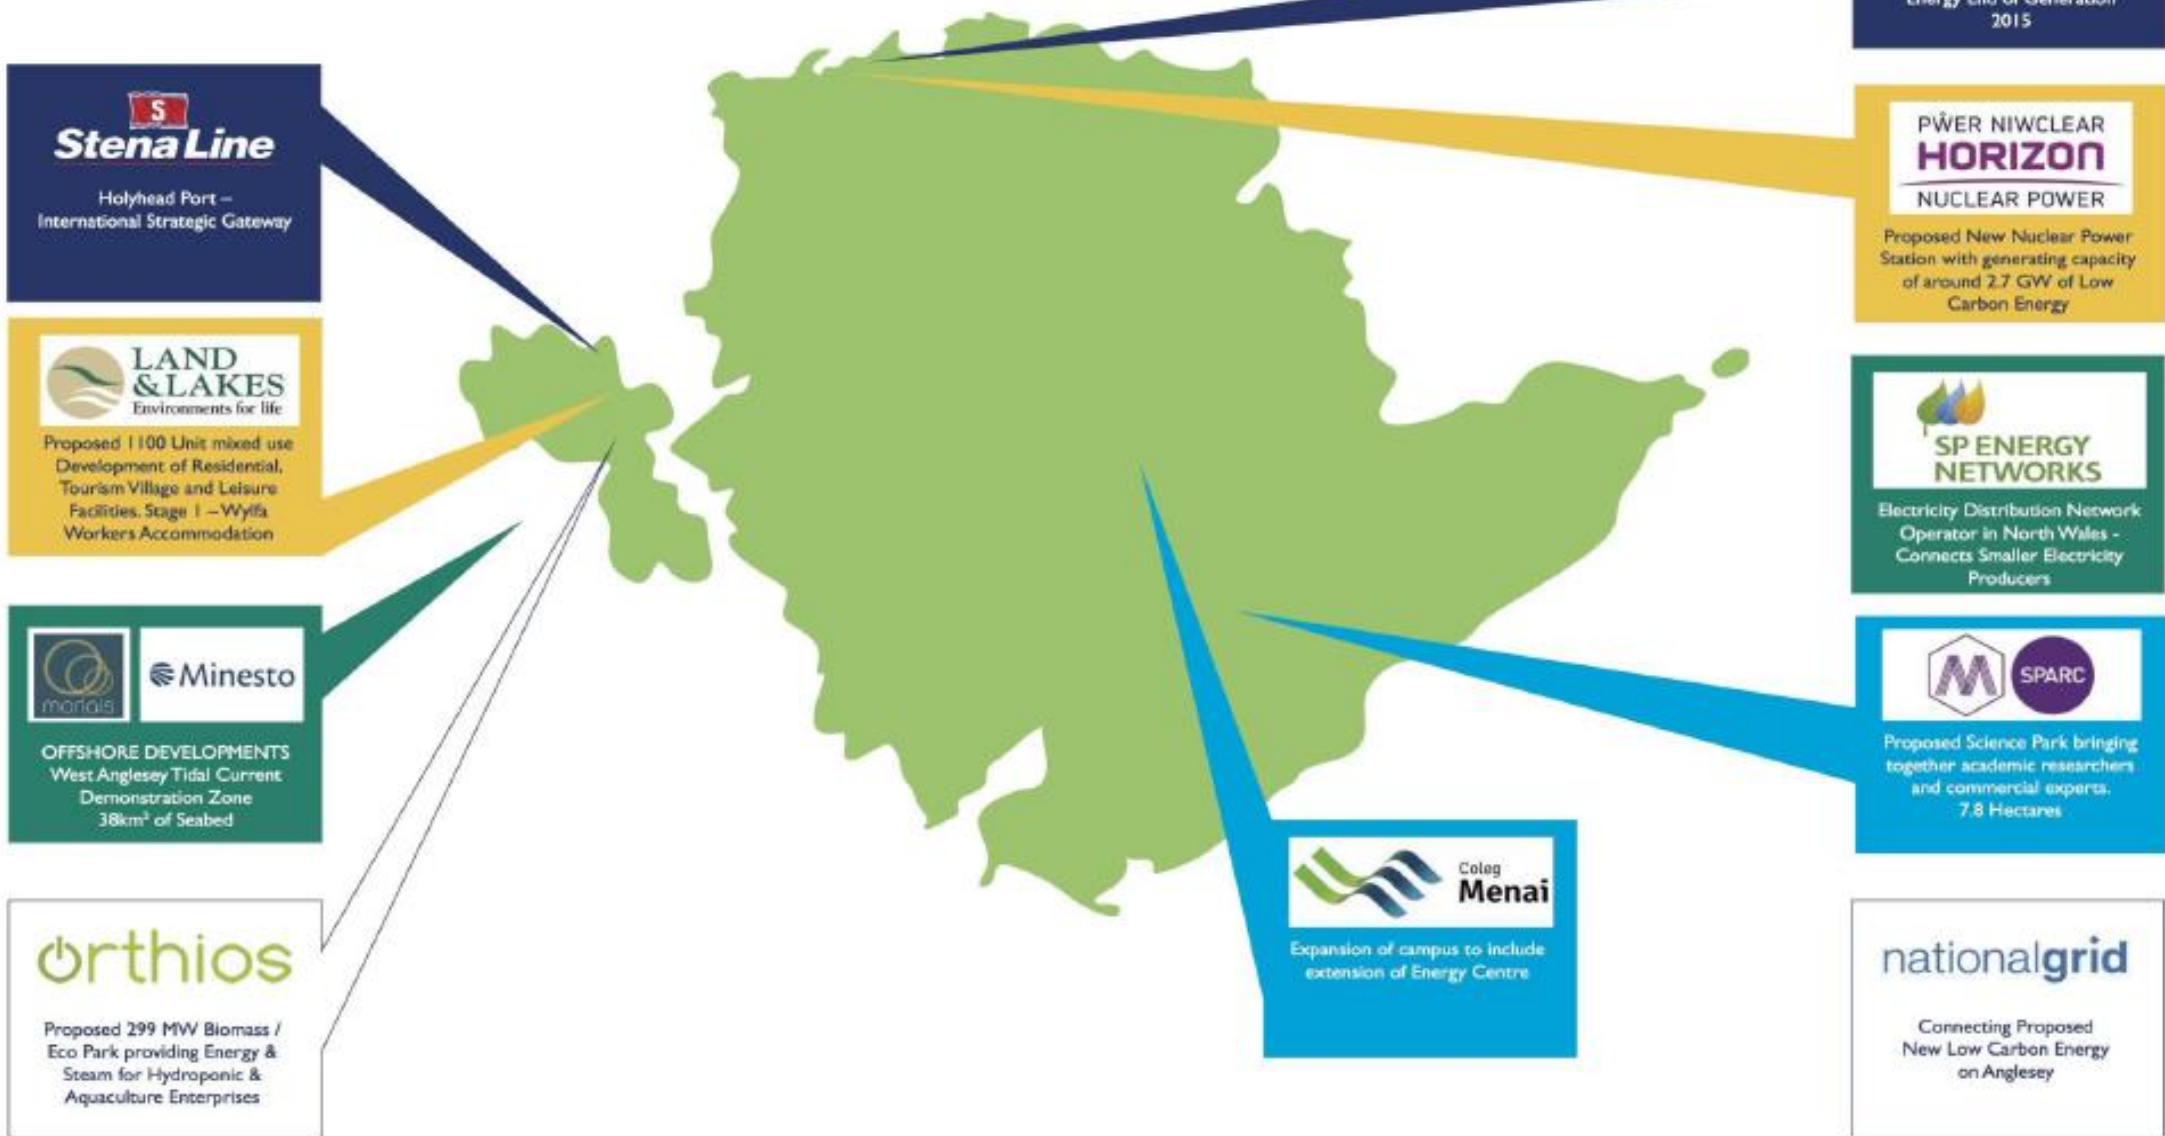 Energy End of Generation
2015
S
Stena Line
Holyhead Port –
International Strategic Gateway
PŴER NIWCLEAR
HORIZON
NUCLEAR POWER
Proposed New Nuclear Power
Station with generating capacity
of around 2.7 GW of Low
Carbon Energy
LAND
&LAKES
Environments for life
Proposed 1100 Unit mixed use
Development of Residential,
Tourism Village and Leisure
Facilities. Stage 1 – Wylfa
Workers Accommodation
SP ENERGY
NETWORKS
Electricity Distribution Network
Operator in North Wales -
Connects Smaller Electricity
Producers
morlais
Minesto
OFFSHORE DEVELOPMENTS
West Anglesey Tidal Current
Demonstration Zone
38km² of Seabed
M
SPARC
Proposed Science Park bringing
together academic researchers
and commercial experts.
7.8 Hectares
Coleg
Menai
Expansion of campus to include
extension of Energy Centre
orthios
Proposed 299 MW Biomass /
Eco Park providing Energy &
Steam for Hydroponic &
Aquaculture Enterprises
nationalgrid
Connecting Proposed
New Low Carbon Energy
on Anglesey